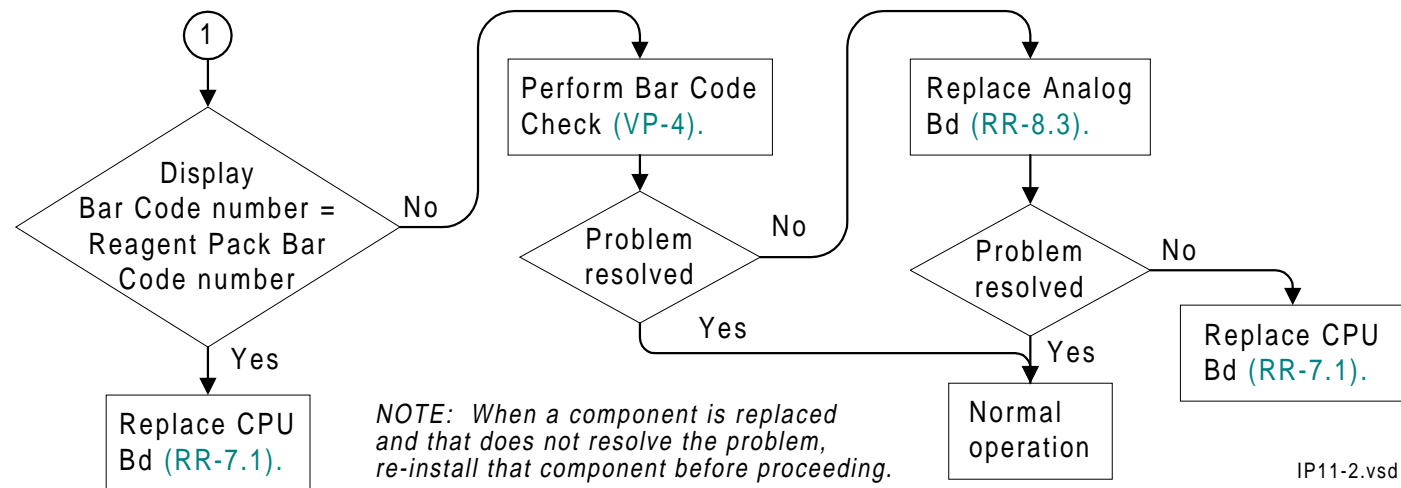 1
Display
Bar Code number =
Reagent Pack Bar
Code number
No
Yes
Replace CPU
Bd (RR-7.1).
Perform Bar Code
Check (VP-4).
Problem
resolved
No
Yes
Replace Analog
Bd (RR-8.3).
Problem
resolved
No
Yes
Replace CPU
Bd (RR-7.1).
Normal
operation
NOTE:  When a component is replaced
and that does not resolve the problem,
re-install that component before proceeding.
IP11-2.vsd